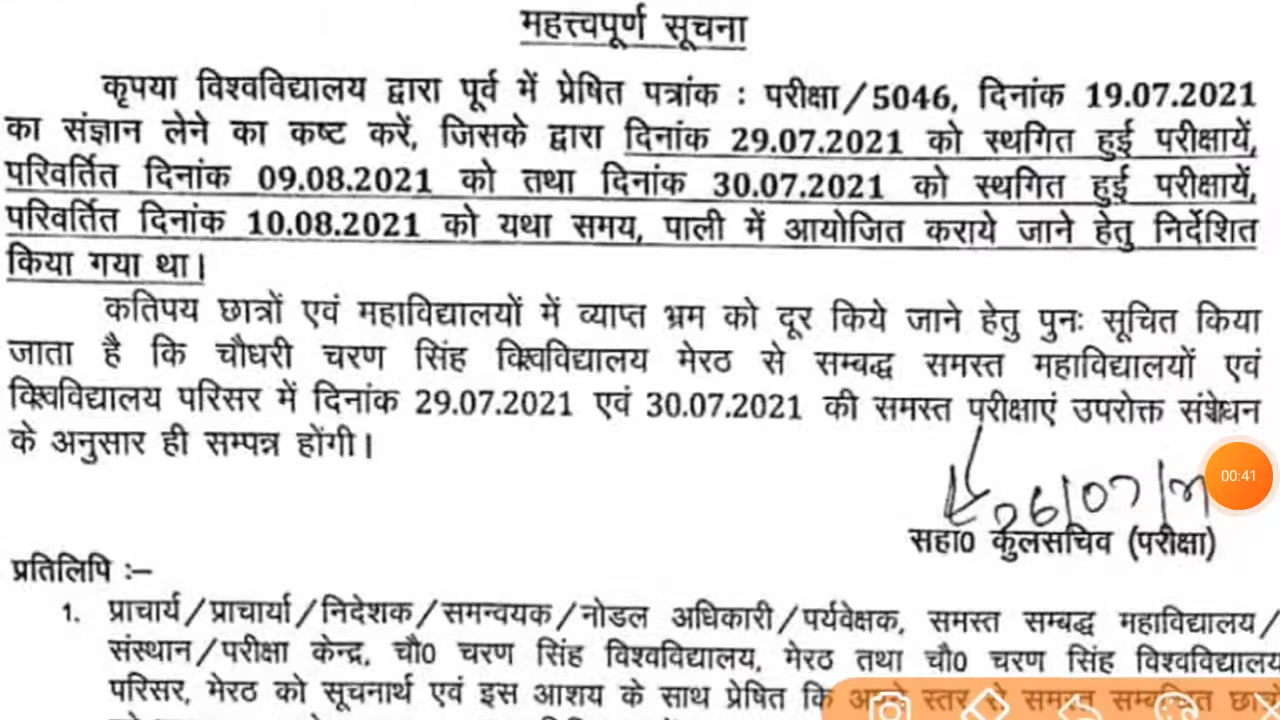 महत्त्वपूर्ण सूचना
कृपया विश्वविद्यालय द्वारा पूर्व में प्रेषित पत्रांक : परीक्षा/5046, दिनांक 19.07.2021
का संज्ञान लेने का कष्ट करें, जिसके द्वारा दिनांक 29.07.2021 को स्थगित हुई परीक्षायें,
परिवर्तित दिनांक 09.08.2021 को तथा दिनांक 30.07.2021 को स्थगित हुई परीक्षायें,
परिवर्तित दिनांक 10.08.2021 को यथा समय, पाली में आयोजित कराये जाने हेतु निर्देशित
किया गया था।
कतिपय छात्रों एवं महाविद्यालयों में व्याप्त भ्रम को दूर किये जाने हेतु पुनः सूचित किया
जाता है कि चौधरी चरण सिंह विश्वविद्यालय मेरठ से सम्बद्ध समस्त महाविद्यालयों एवं
विश्वविद्यालय परिसर में दिनांक 29.07.2021 एवं 30.07.2021 की समस्त परीक्षाएं उपरोक्त संशोधन
के अनुसार ही सम्पन्न होंगी।
26/07/21
00:41
सहा0 कुलसचिव (परीक्षा)
प्रतिलिपि :–
1. प्राचार्य/प्राचार्या/निदेशक/समन्वयक/नोडल अधिकारी/पर्यवेक्षक, समस्त सम्बद्ध महाविद्यालय/
संस्थान/परीक्षा केन्द्र, चौ0 चरण सिंह विश्वविद्यालय, मेरठ तथा चौ0 चरण सिंह विश्वविद्यालय
परिसर, मेरठ को सूचनार्थ एवं इस आशय के साथ प्रेषित कि अपने स्तर से समस्त सम्बन्धित